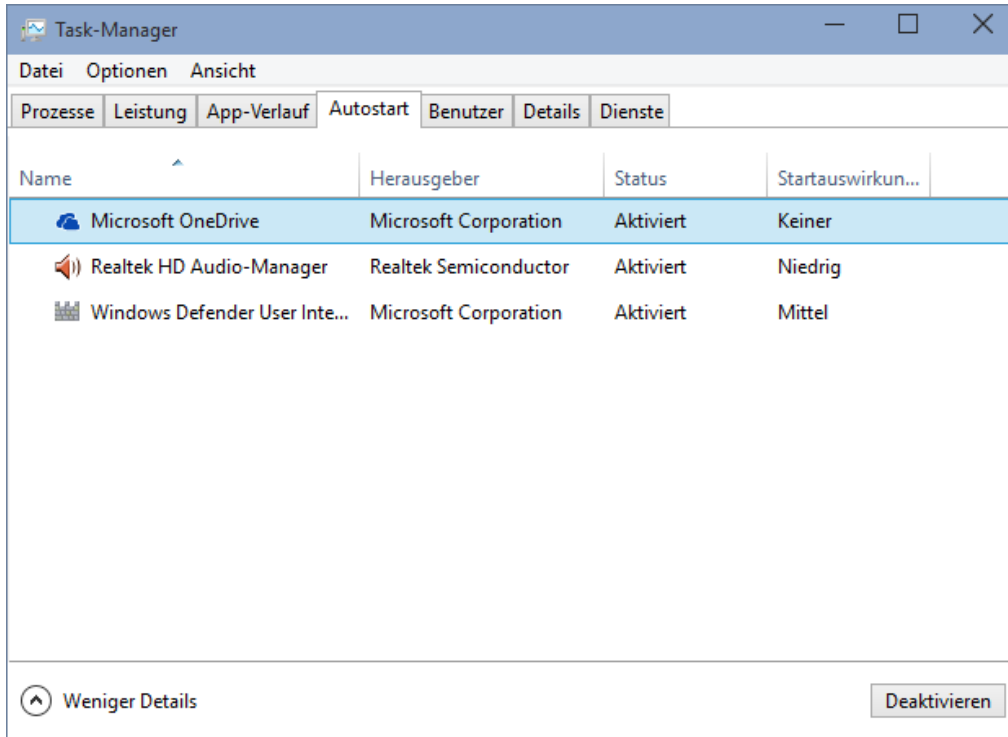 Task-Manager
Datei Optionen Ansicht
Prozesse Leistung App-Verlauf Autostart Benutzer Details Dienste
Name Herausgeber Status Startauswirkun...
Microsoft OneDrive Microsoft Corporation Aktiviert Keiner
Realtek HD Audio-Manager Realtek Semiconductor Aktiviert Niedrig
Windows Defender User Inte... Microsoft Corporation Aktiviert Mittel
Weniger Details Deaktivieren